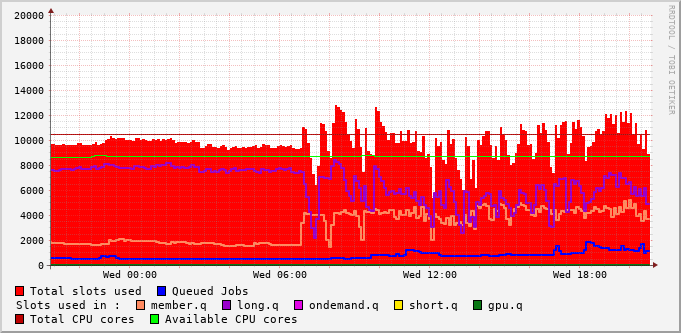 20000
18000
16000
14000
12000
10000
8000
6000
4000
2000
0
Wed 00:00 Wed 06:00 Wed 12:00 Wed 18:00
RRDTOOL / TOBI OETIKER
Total slots used Queued Jobs
Slots used in : member.q long.q ondemand.q short.q gpu.q
Total CPU cores Available CPU cores